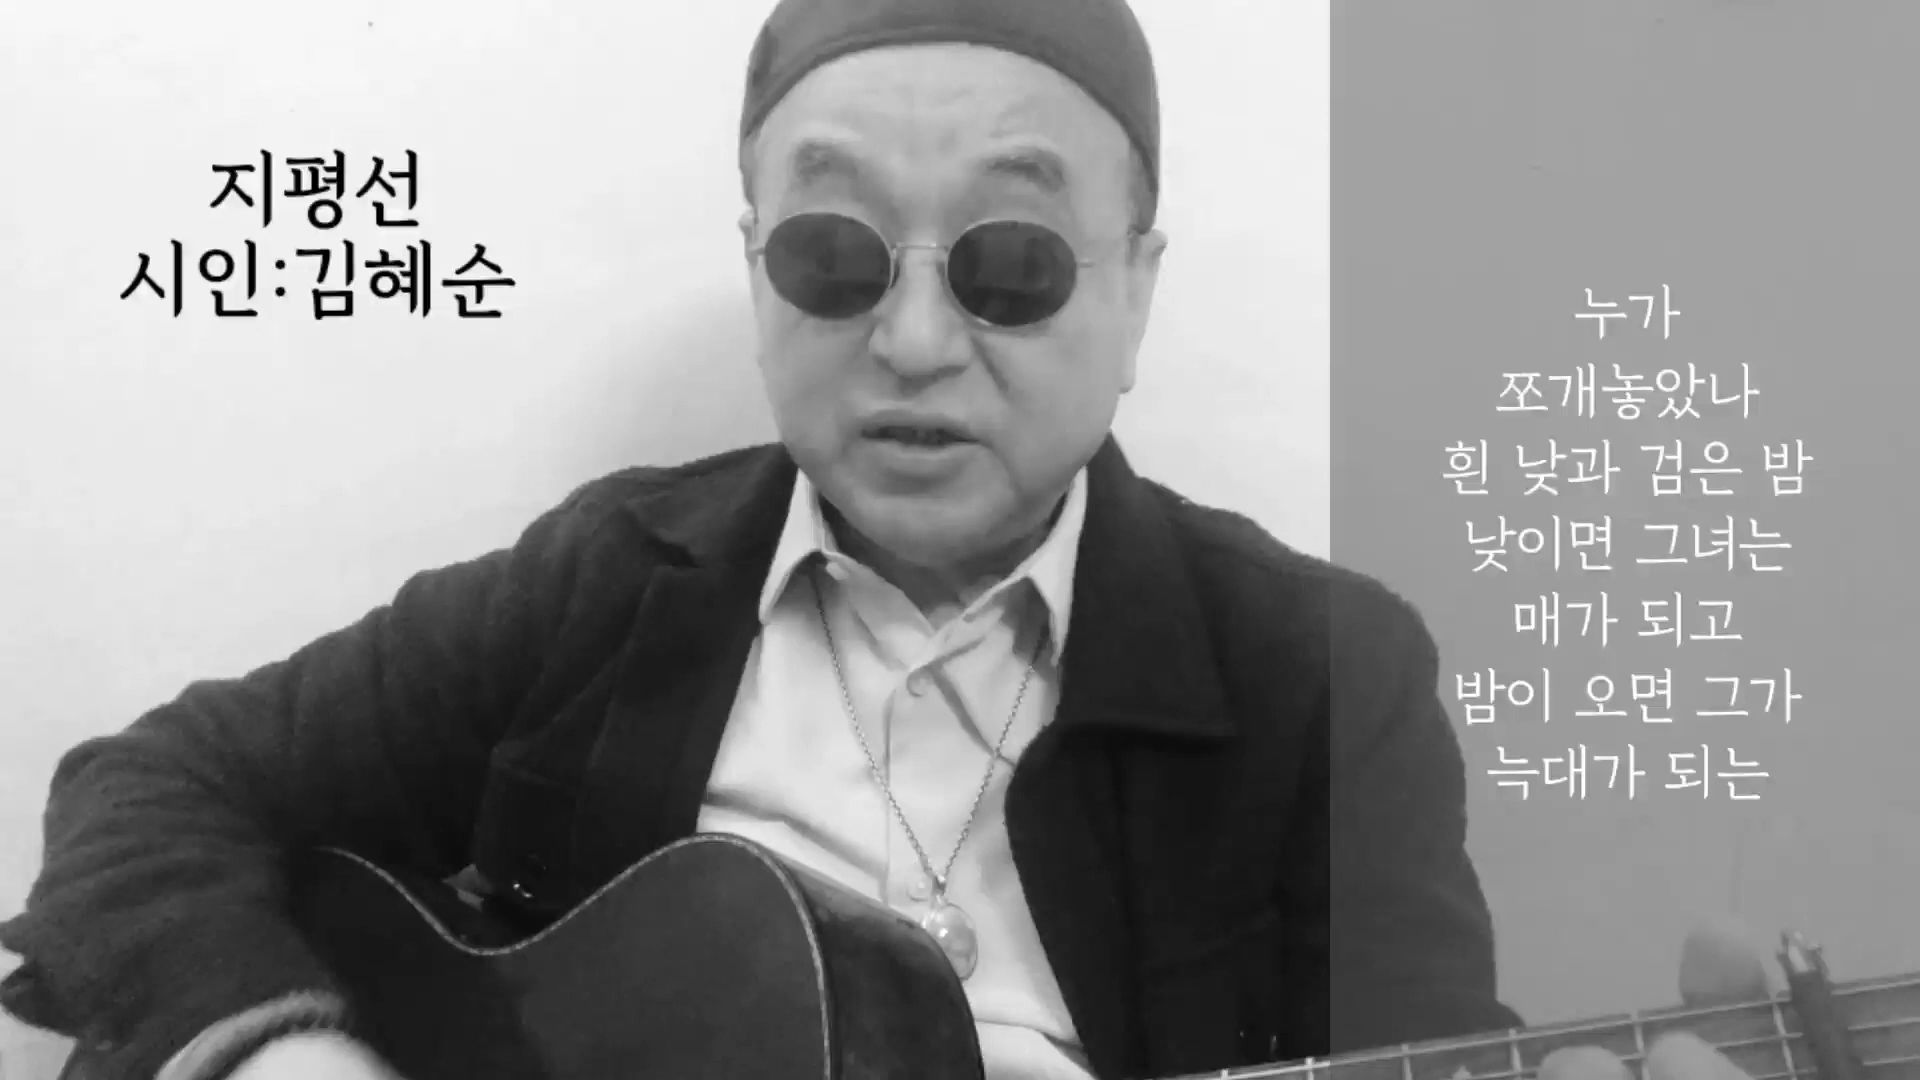 지평선
시인:김혜순
누가
쪼개놓았나
흰 낮과 검은 밤
낮이면 그녀는
매가 되고
밤이 오면 그가
늑대가 되는